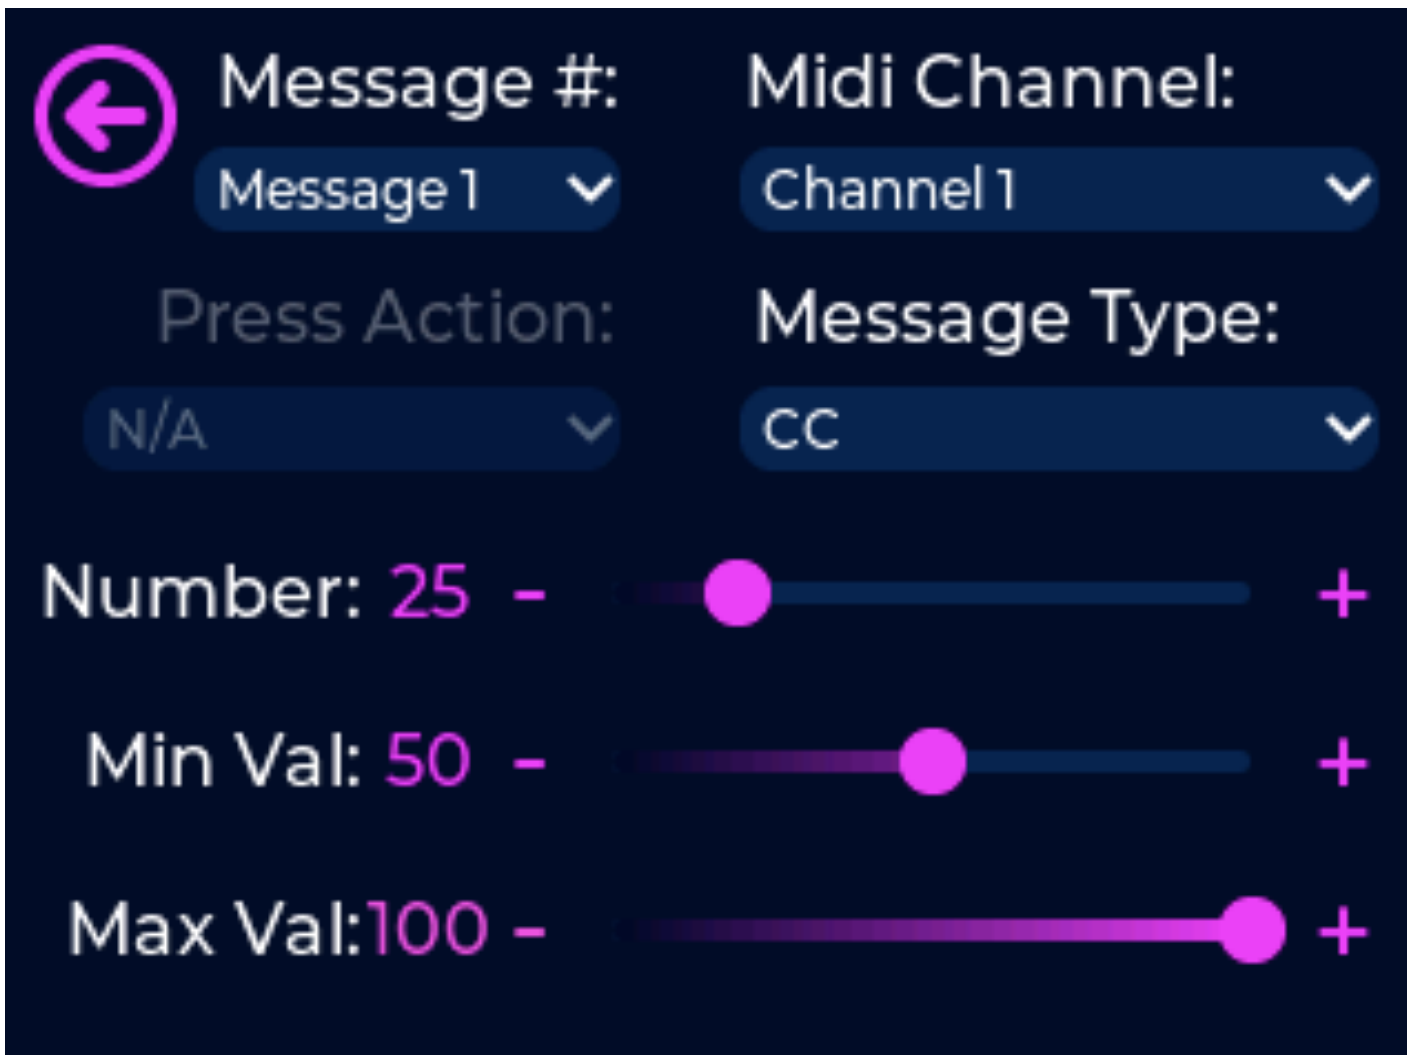 Message #: Midi Channel:
Message 1 Channel 1
Press Action: Message Type:
N/A CC
Number: 25 - +
Min Val: 50 - +
Max Val: 100 - +